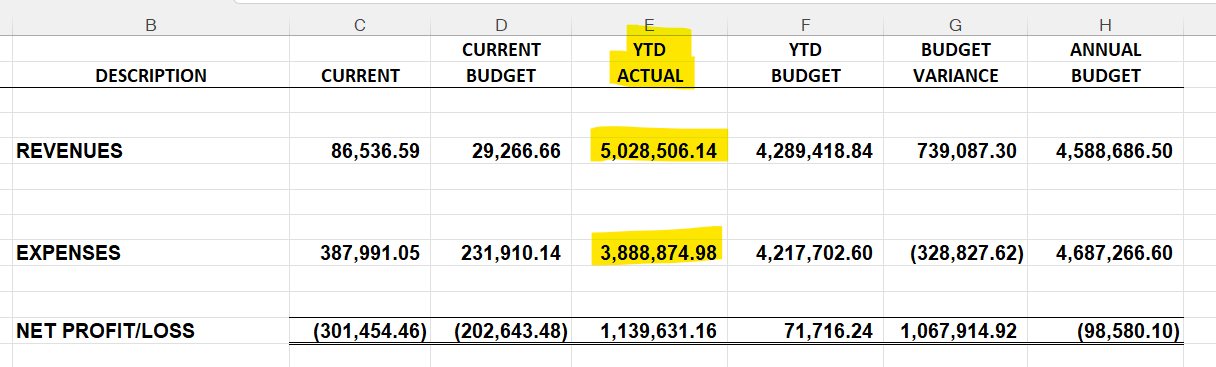 B C D E F G H
CURRENT YTD YTD BUDGET ANNUAL
DESCRIPTION CURRENT BUDGET ACTUAL BUDGET VARIANCE BUDGET
REVENUES 86,536.59 29,266.66 5,028,506.14 4,289,418.84 739,087.30 4,588,686.50
EXPENSES 387,991.05 231,910.14 3,888,874.98 4,217,702.60 (328,827.62) 4,687,266.60
NET PROFIT/LOSS (301,454.46) (202,643.48) 1,139,631.16 71,716.24 1,067,914.92 (98,580.10)